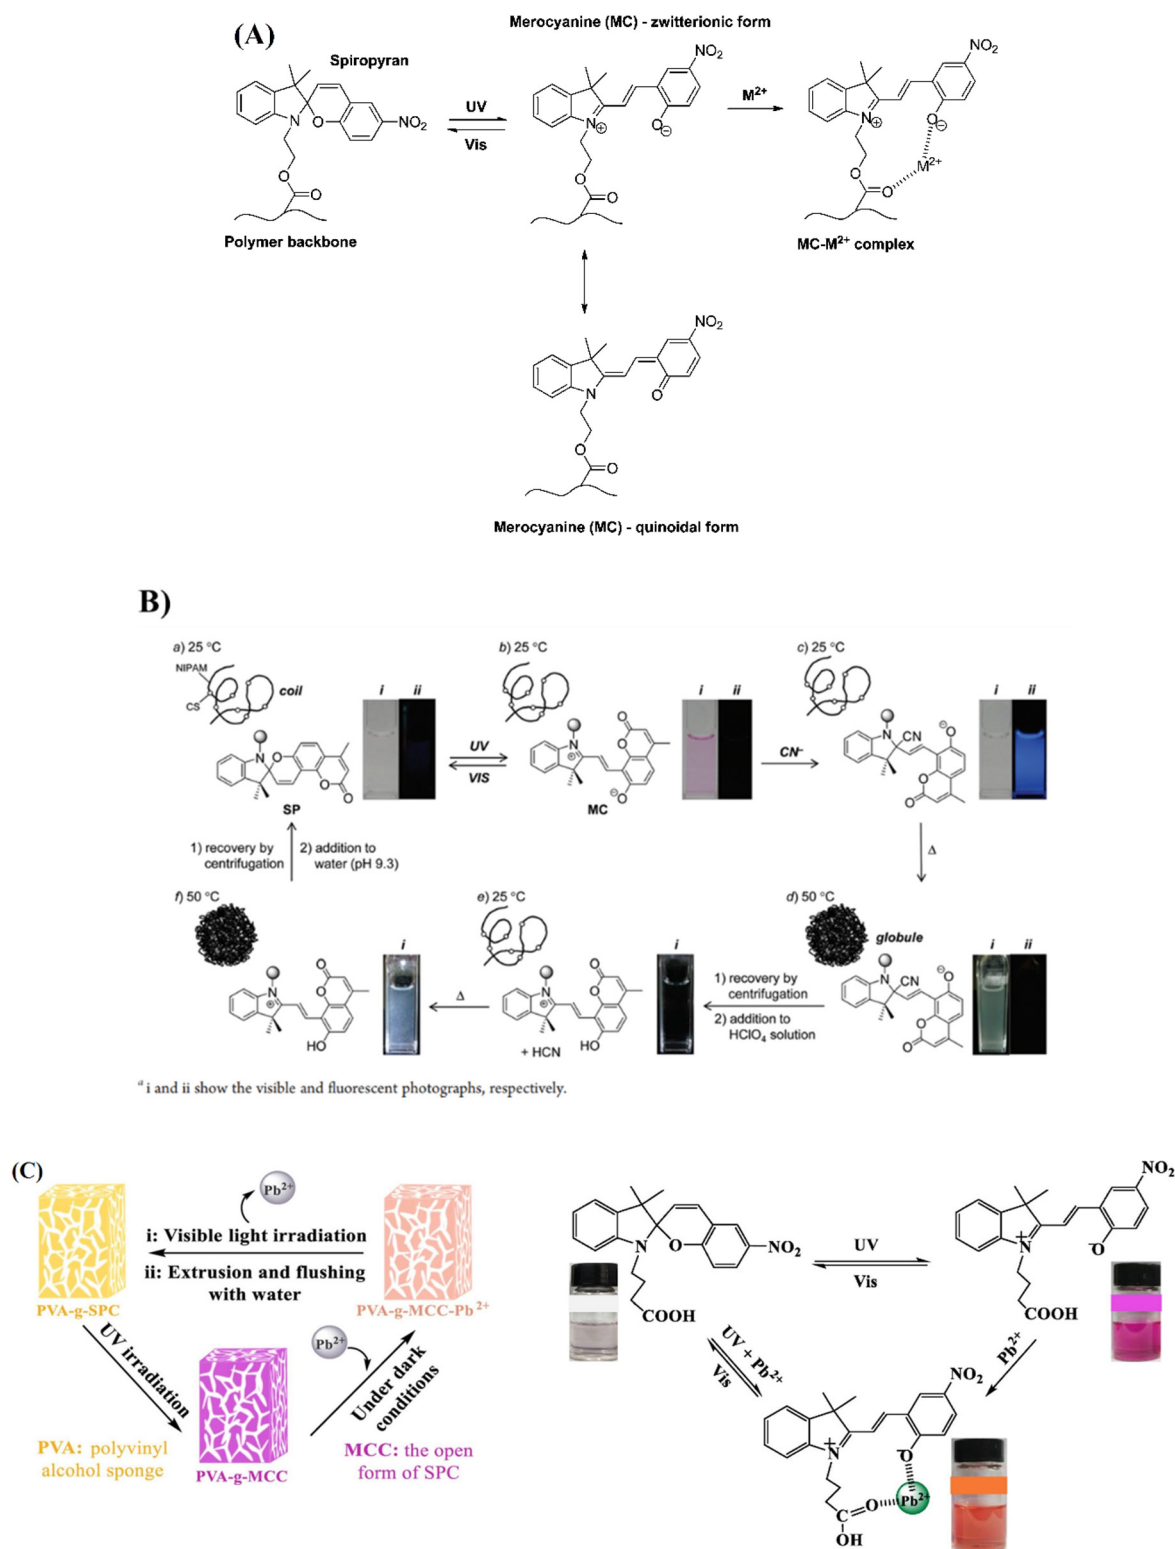 (A)
Merocyanine (MC) - zwitterionic form
Spiropyran
NO₂
NO₂
UV
Vis
M²⁺
N
O
NO₂
N
⊕
O
⊖
N
⊕
O
⊖
M²⁺
O
O
O
O
O
O
Polymer backbone
MC-M²⁺ complex
NO₂
N
O
O
O
Merocyanine (MC) - quinoidal form
B)
a) 25 °C
NIPAM
CS
coil
i
ii
N
O
O
O
SP
UV
VIS
b) 25 °C
i
ii
N
⊕
O
O
O
⊖
MC
CN⁻
c) 25 °C
i
ii
N
CN
O
⊖
O
O
1) recovery by
centrifugation
2) addition to
water (pH 9.3)
Δ
f) 50 °C
i
N
⊕
O
O
HO
Δ
e) 25 °C
i
N
⊕
O
O
HO
+ HCN
1) recovery by
centrifugation
2) addition to
HClO₄ solution
d) 50 °C
globule
i
ii
N
CN
O
⊖
O
O
ᵃ i and ii show the visible and fluorescent photographs, respectively.
(C)
Pb²⁺
i: Visible light irradiation
ii: Extrusion and flushing
with water
PVA-g-SPC
PVA-g-MCC-Pb²⁺
UV irradiation
Pb²⁺
Under dark
conditions
PVA: polyvinyl
alcohol sponge
PVA-g-MCC
MCC: the open
form of SPC
N
O
NO₂
COOH
UV
Vis
NO₂
N
+
O
-
COOH
UV + Pb²⁺
Vis
Pb²⁺
NO₂
N
+
O
-
Pb²⁺
C
O
OH